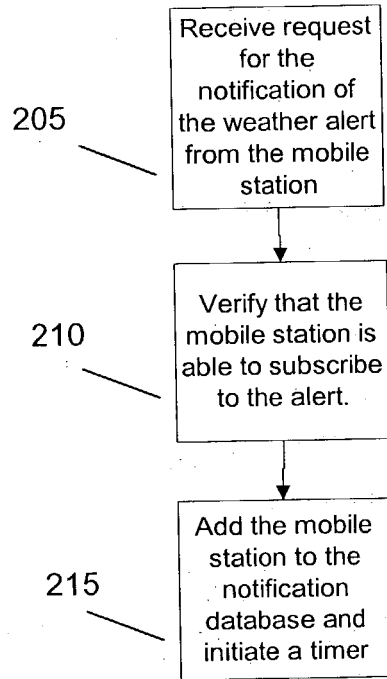 Receive request
for the
notification of
the weather alert
from the mobile
station
205
Verify that the
mobile station is
able to subscribe
to the alert.
210
Add the mobile
station to the
notification
database and
initiate a timer
215